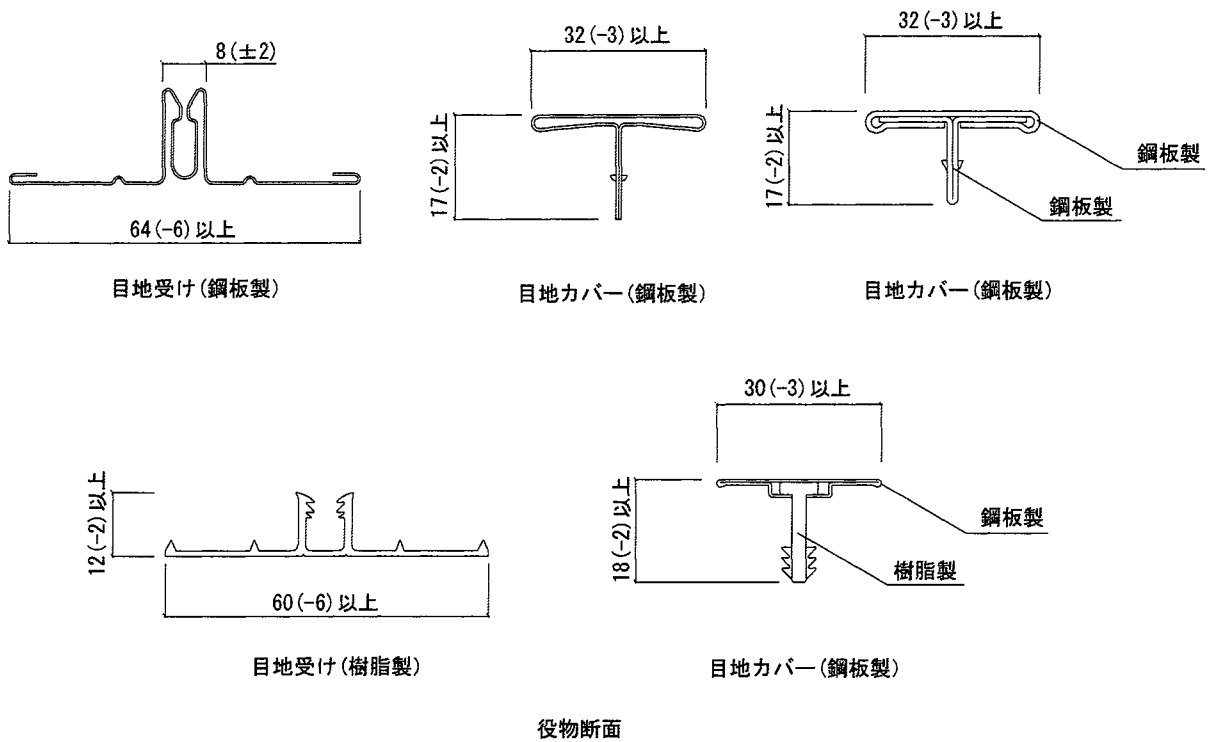 8(±2)
64(-6)以上
目地受け(鋼板製)
32(-3)以上
17(-2)以上
目地カバー(鋼板製)
32(-3)以上
17(-2)以上
鋼板製
鋼板製
目地カバー(鋼板製)
12(-2)以上
60(-6)以上
目地受け(樹脂製)
30(-3)以上
18(-2)以上
鋼板製
樹脂製
目地カバー(鋼板製)
役物断面